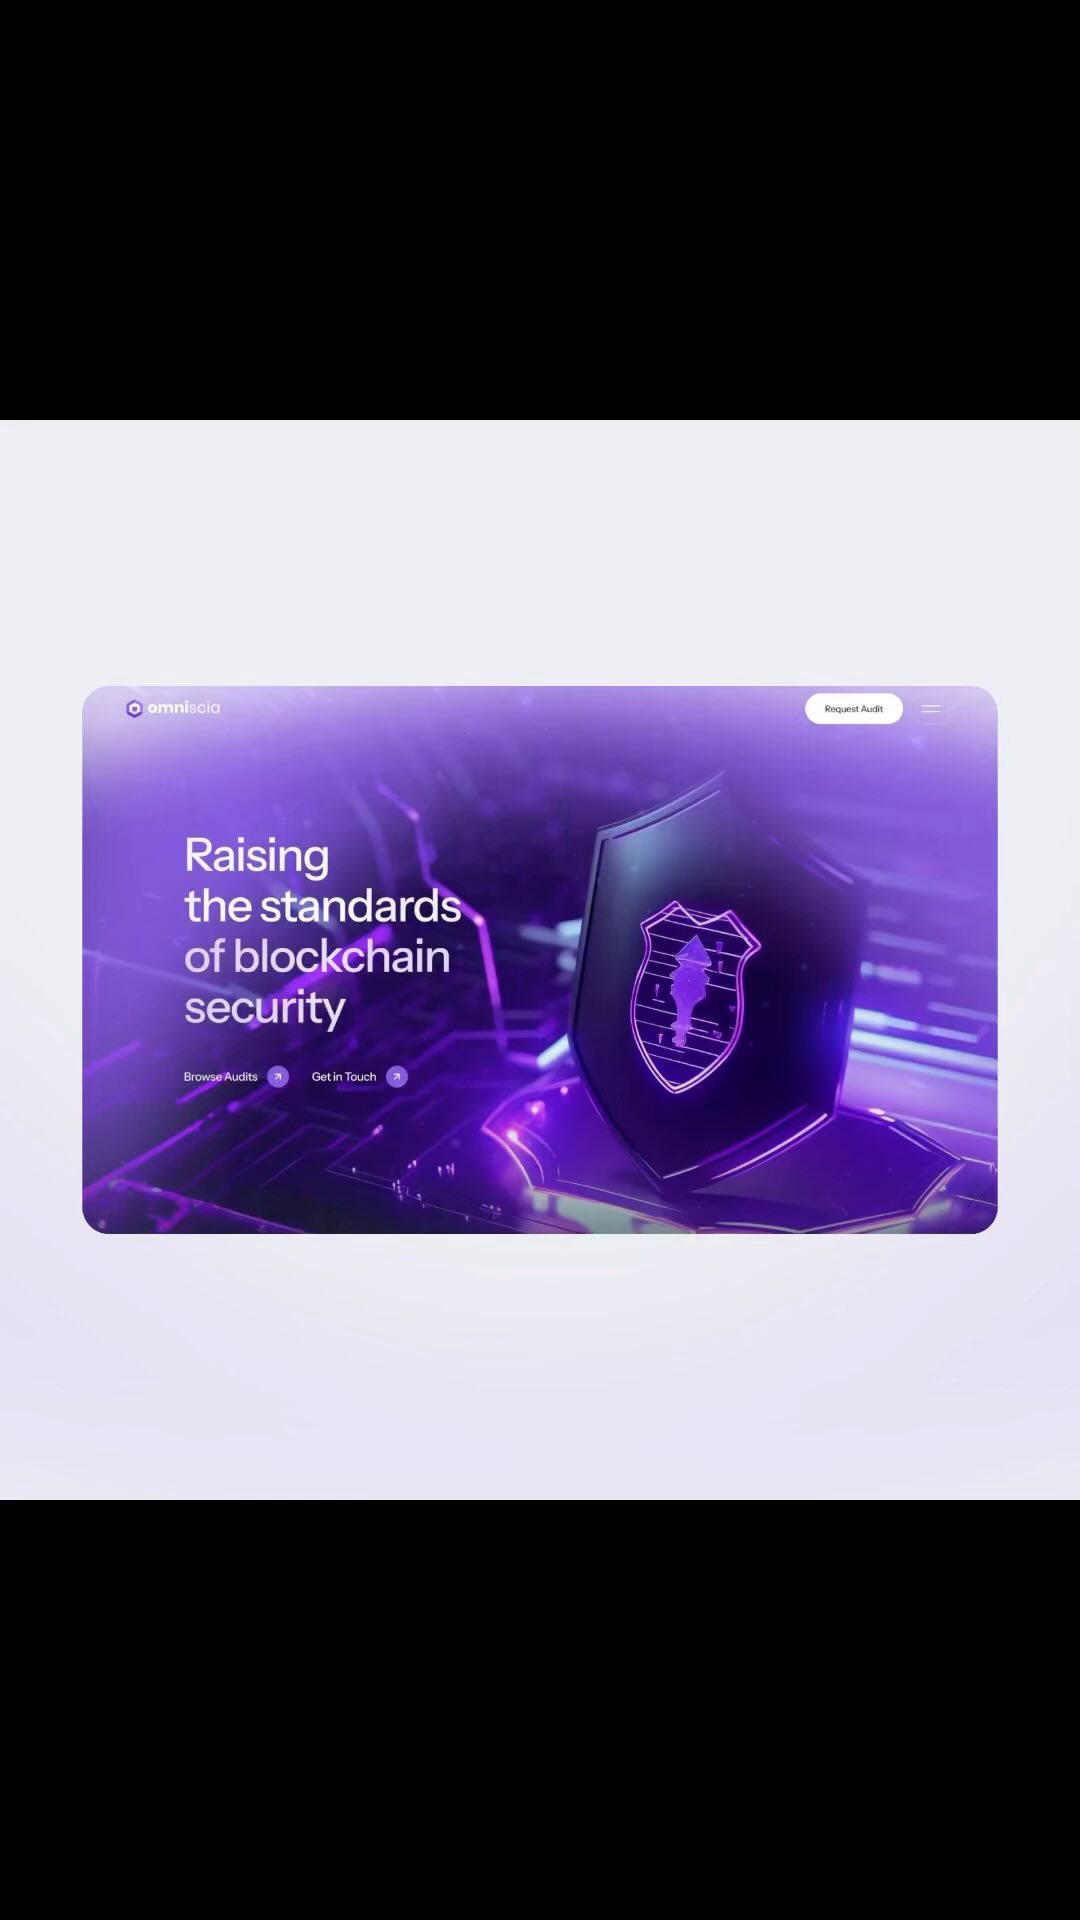 omniscia
Request Audit
Raising
the standards
of blockchain
security
Browse Audits
Get in Touch